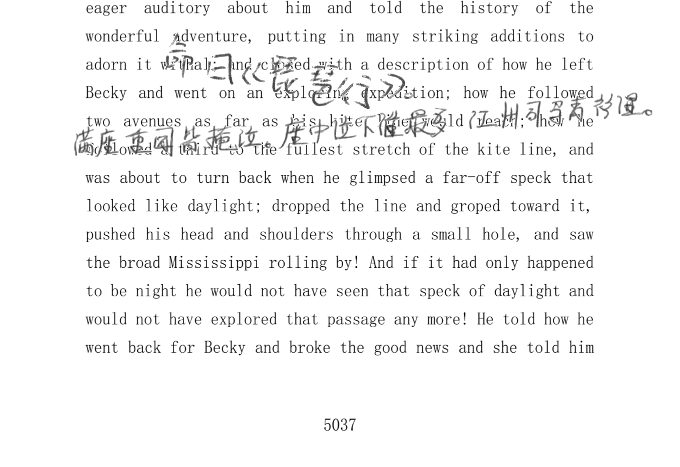 eager auditory about him and told the history of the
wonderful adventure, putting in many striking additions to
adorn it withal; and closed with a description of how he left
命曰《琵琶行》
Becky and went on an exploring expedition; how he followed
two avenues as far as his kite-line would reach; how he
满座重闻皆掩泣。座中泣下谁最多 江州司马青衫湿。
followed a third to the fullest stretch of the kite line, and
was about to turn back when he glimpsed a far-off speck that
looked like daylight; dropped the line and groped toward it,
pushed his head and shoulders through a small hole, and saw
the broad Mississippi rolling by! And if it had only happened
to be night he would not have seen that speck of daylight and
would not have explored that passage any more! He told how he
went back for Becky and broke the good news and she told him
5037